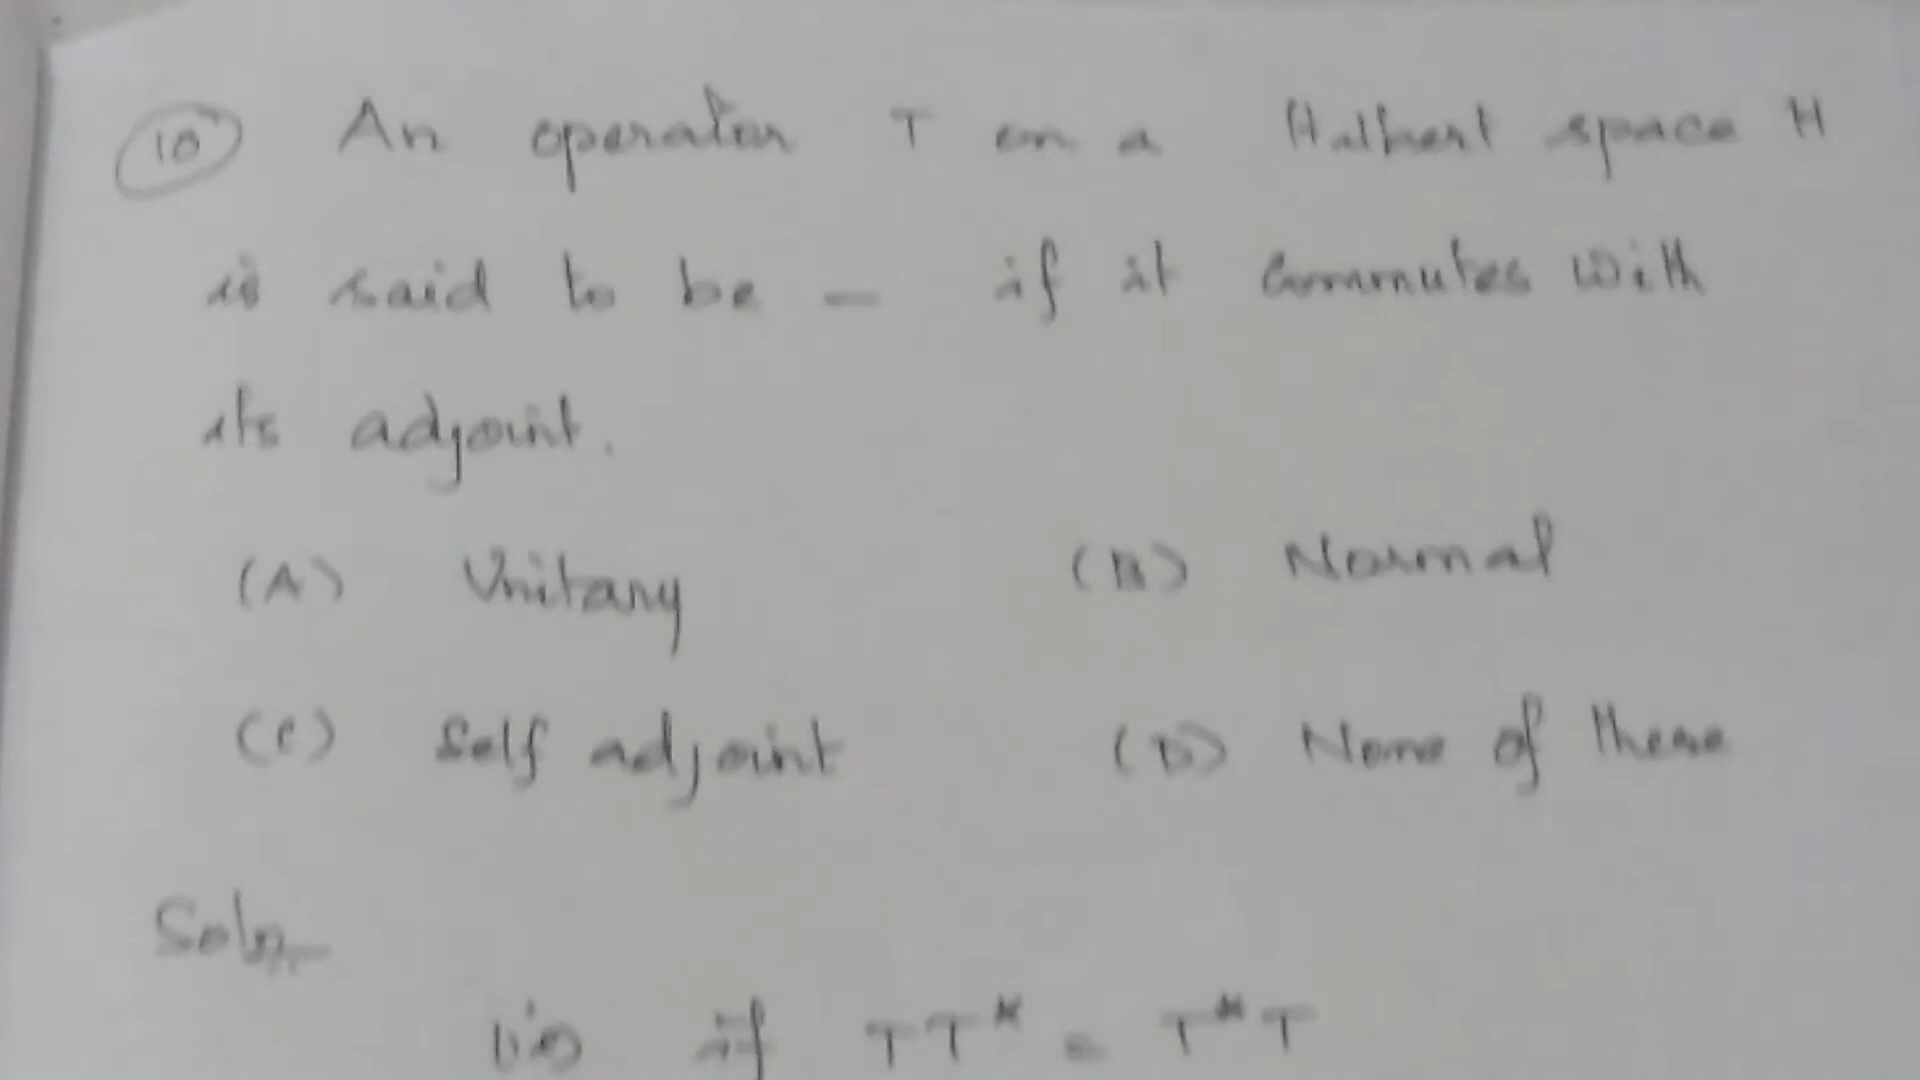 10 An operator T on a Hilbert space H
is said to be – if it commutes with
its adjoint.
(A) Unitary (B) Normal
(C) Self adjoint (D) None of these
Soln
if TT* = T*T